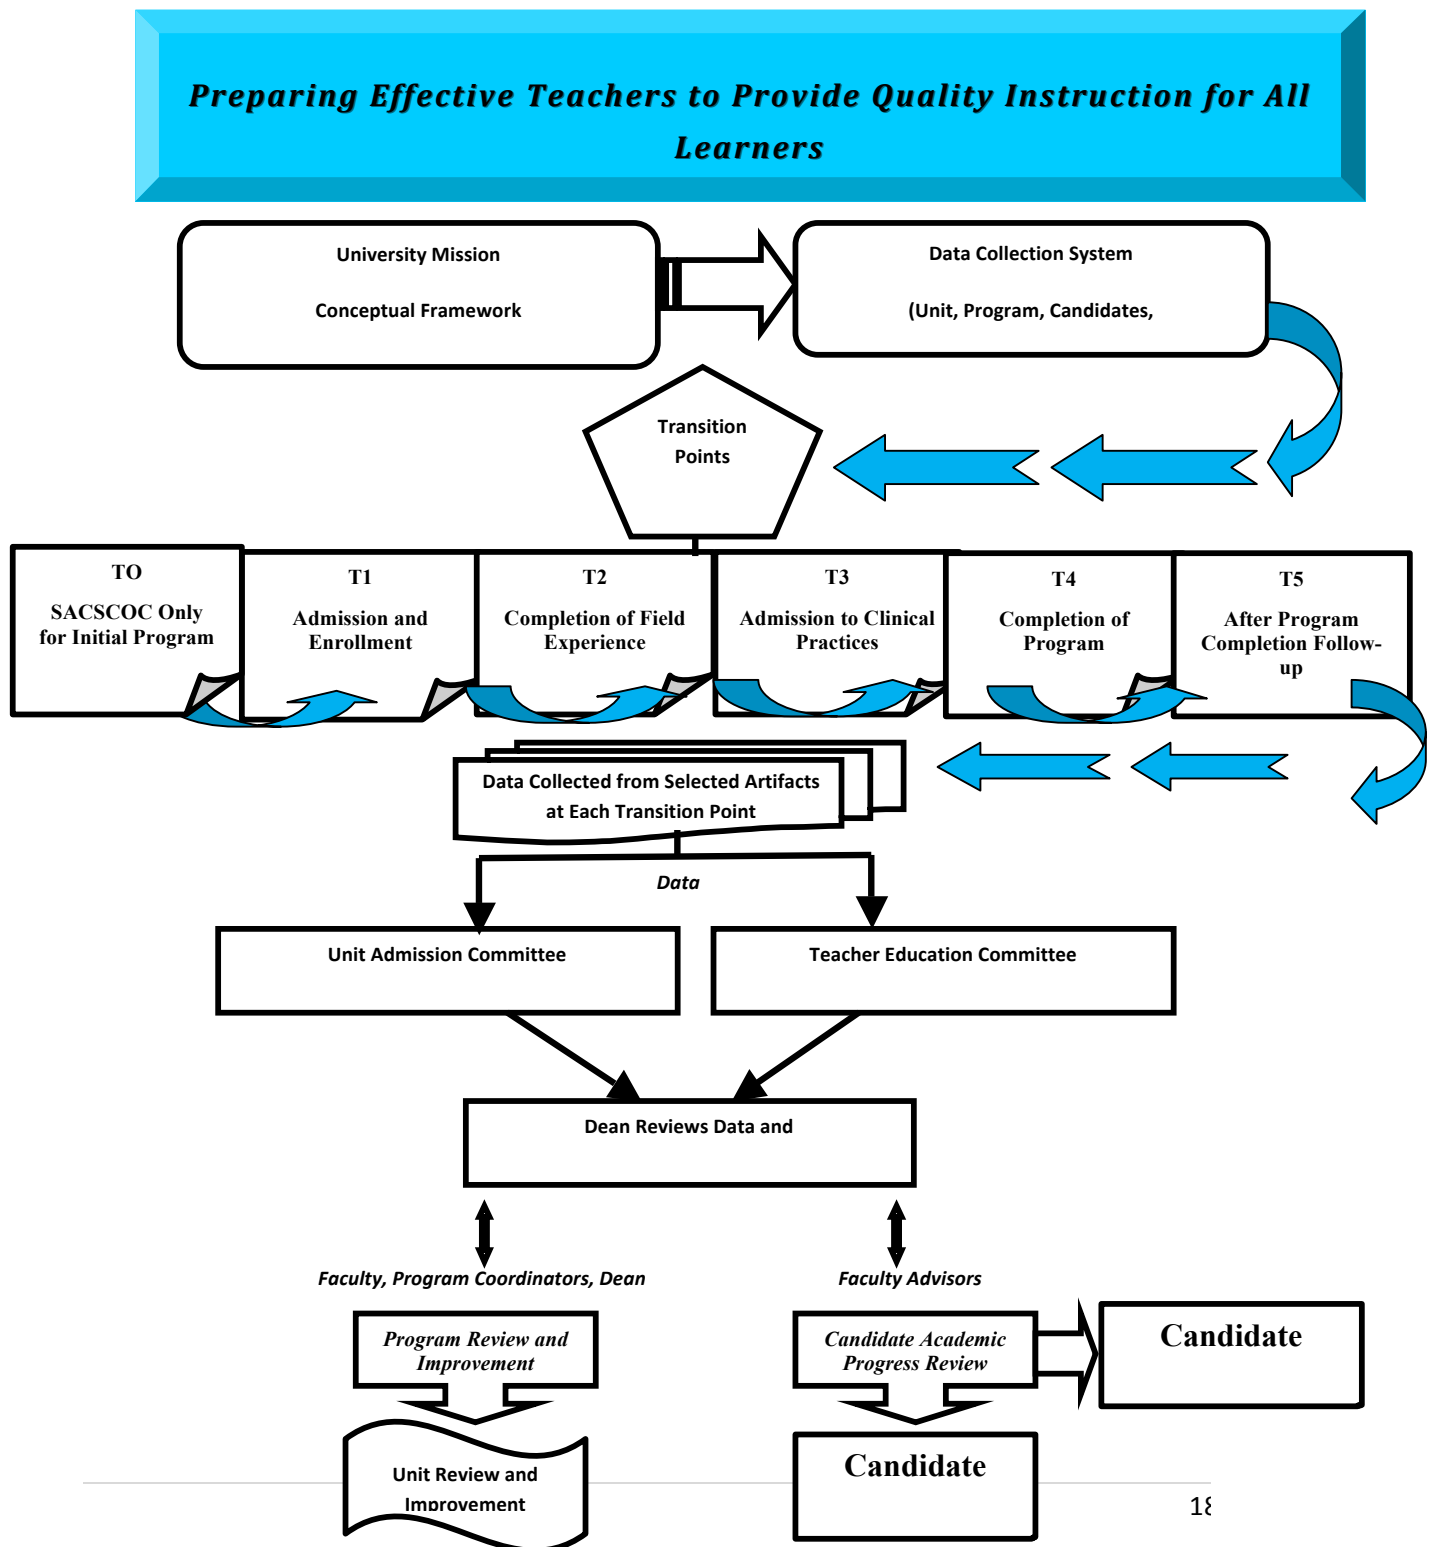 Preparing Effective Teachers to Provide Quality Instruction for All
Learners
University Mission
Conceptual Framework
Data Collection System
(Unit, Program, Candidates,
Transition
Points
TO
SACSCOC Only
for Initial Program
T1
Admission and
Enrollment
T2
Completion of Field
Experience
T3
Admission to Clinical
Practices
T4
Completion of
Program
T5
After Program
Completion Follow-
up
Data Collected from Selected Artifacts
at Each Transition Point
Data
Unit Admission Committee
Teacher Education Committee
Dean Reviews Data and
Faculty, Program Coordinators, Dean
Faculty Advisors
Program Review and
Improvement
Candidate Academic
Progress Review
Candidate
Unit Review and
Improvement
Candidate
18